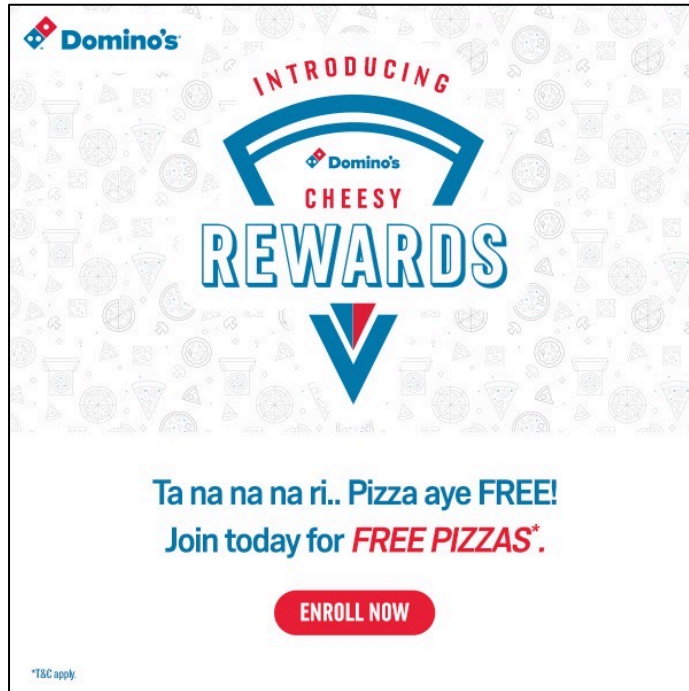 Domino's
INTRODUCING
Domino's
CHEESY
REWARDS
Ta na na na ri.. Pizza aye FREE!
Join today for FREE PIZZAS*.
ENROLL NOW
*T&C apply.